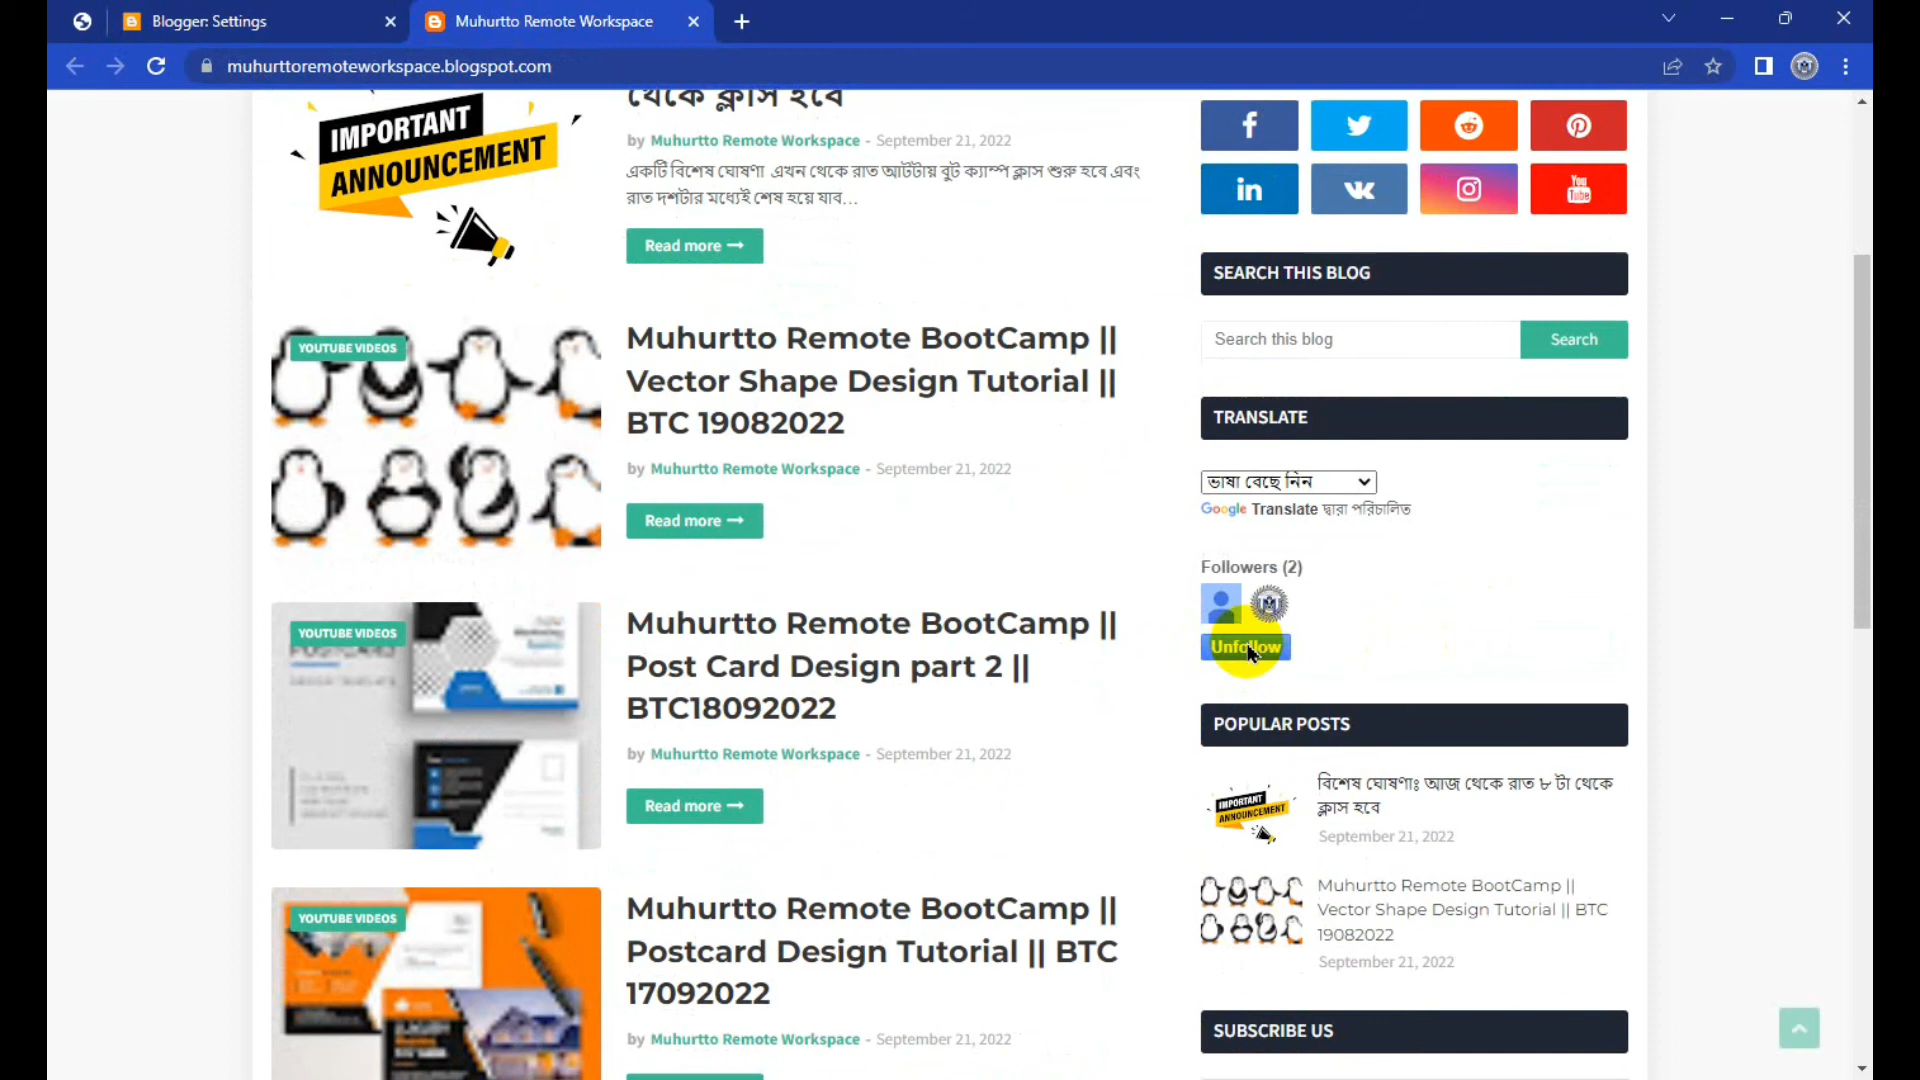 Blogger: Settings
Muhurtto Remote Workspace
muhurttoremoteworkspace.blogspot.com
থেকে ক্লাস হবে
IMPORTANT
ANNOUNCEMENT
by Muhurtto Remote Workspace - September 21, 2022
একটি বিশেষ ঘোষণা এখন থেকে রাত আটটায় বুট ক্যাম্প ক্লাস শুরু হবে এবং
রাত দশটার মধ্যেই শেষ হয়ে যাব...
Read more
YOUTUBE VIDEOS
Muhurtto Remote BootCamp ||
Vector Shape Design Tutorial ||
BTC 19082022
by Muhurtto Remote Workspace - September 21, 2022
Read more
YOUTUBE VIDEOS
Muhurtto Remote BootCamp ||
Post Card Design part 2 ||
BTC18092022
by Muhurtto Remote Workspace - September 21, 2022
Read more
YOUTUBE VIDEOS
Muhurtto Remote BootCamp ||
Postcard Design Tutorial || BTC
17092022
by Muhurtto Remote Workspace - September 21, 2022
You
Tube
SEARCH THIS BLOG
Search this blog
Search
TRANSLATE
ভাষা বেছে নিন
Google Translate দ্বারা পরিচালিত
Followers (2)
Unfollow
POPULAR POSTS
IMPORTANT
ANNOUNCEMENT
বিশেষ ঘোষণাঃ আজ থেকে রাত ৮ টা থেকে
ক্লাস হবে
September 21, 2022
Muhurtto Remote BootCamp ||
Vector Shape Design Tutorial || BTC
19082022
September 21, 2022
SUBSCRIBE US